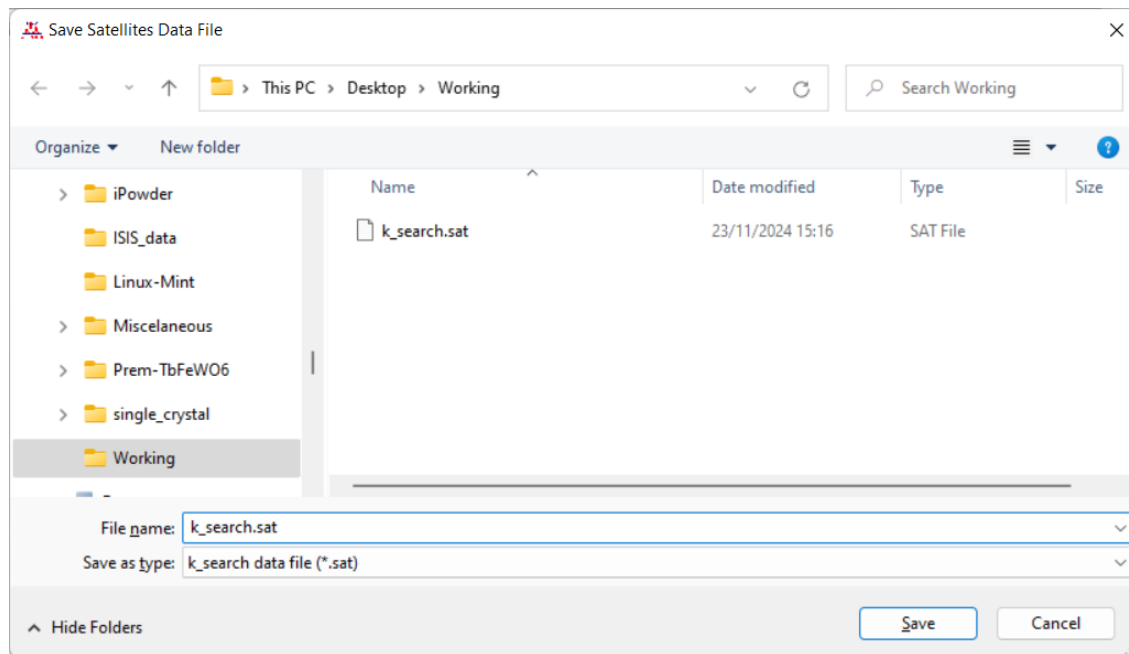 Save Satellites Data File
This PC > Desktop > Working
Search Working
Organize
New folder
?
Name
Date modified
Type
Size
iPowder
ISIS_data
Linux-Mint
Miscelaneous
Prem-TbFeWO6
single_crystal
Working
k_search.sat
23/11/2024 15:16
SAT File
File name: k_search.sat
Save as type: k_search data file (*.sat)
Hide Folders
Save
Cancel